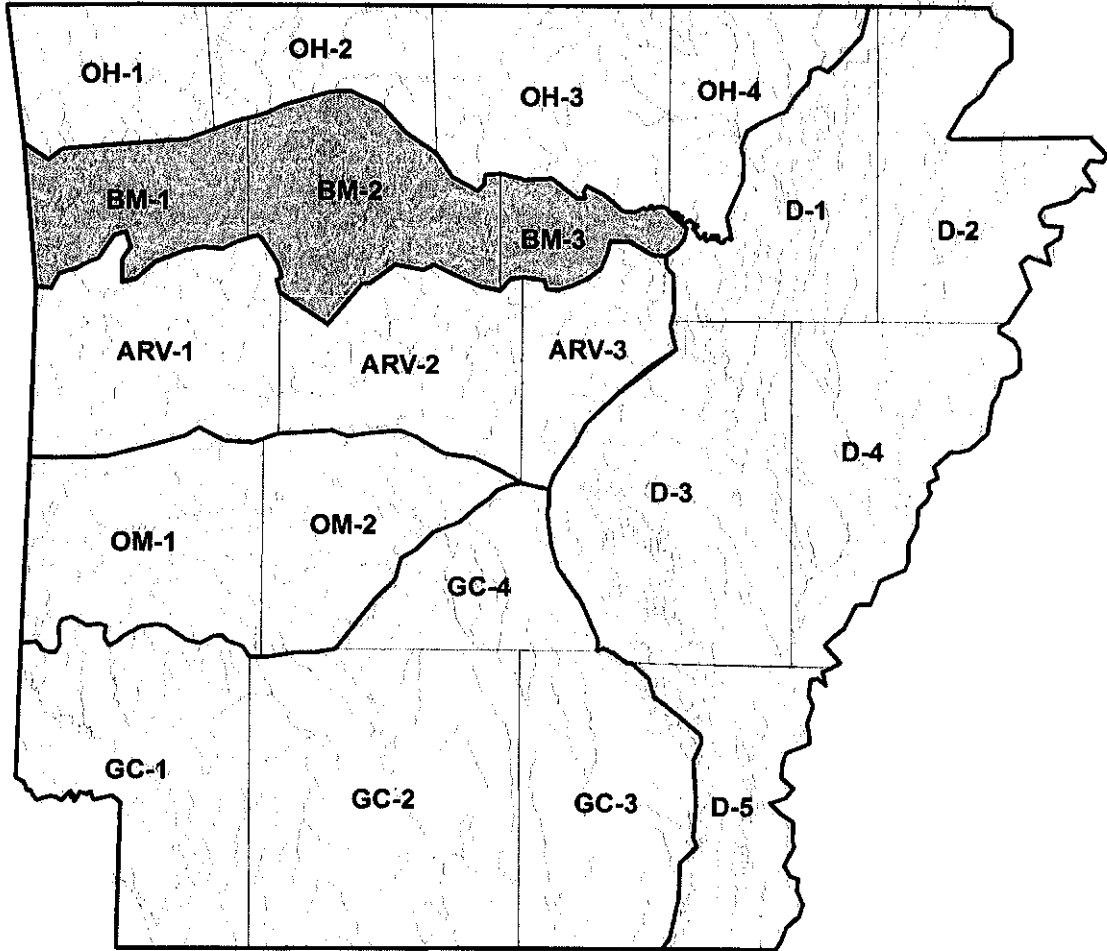 OH-1
OH-2
OH-3
OH-4
BM-1
BM-2
BM-3
D-1
D-2
ARV-1
ARV-2
ARV-3
D-3
D-4
OM-1
OM-2
GC-4
GC-1
GC-2
GC-3
D-5